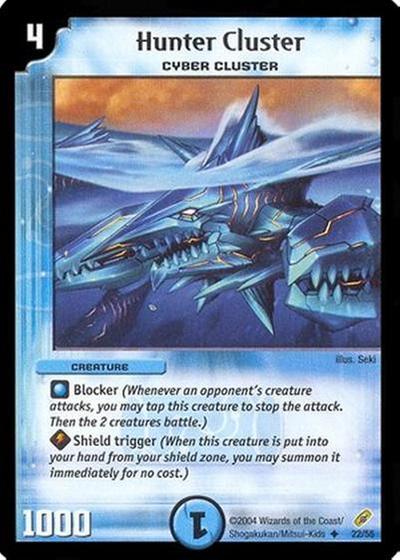 4
Hunter Cluster
CYBER CLUSTER
illus. Seki
CREATURE
Blocker (Whenever an opponent's creature
attacks, you may tap this creature to stop the attack.
Then the 2 creatures battle.)
Shield trigger (When this creature is put into
your hand from your shield zone, you may summon it
immediately for no cost.)
1000
1
©2004 Wizards of the Coast/
Shogakukan/Mitsui-Kids ♦ 22/55